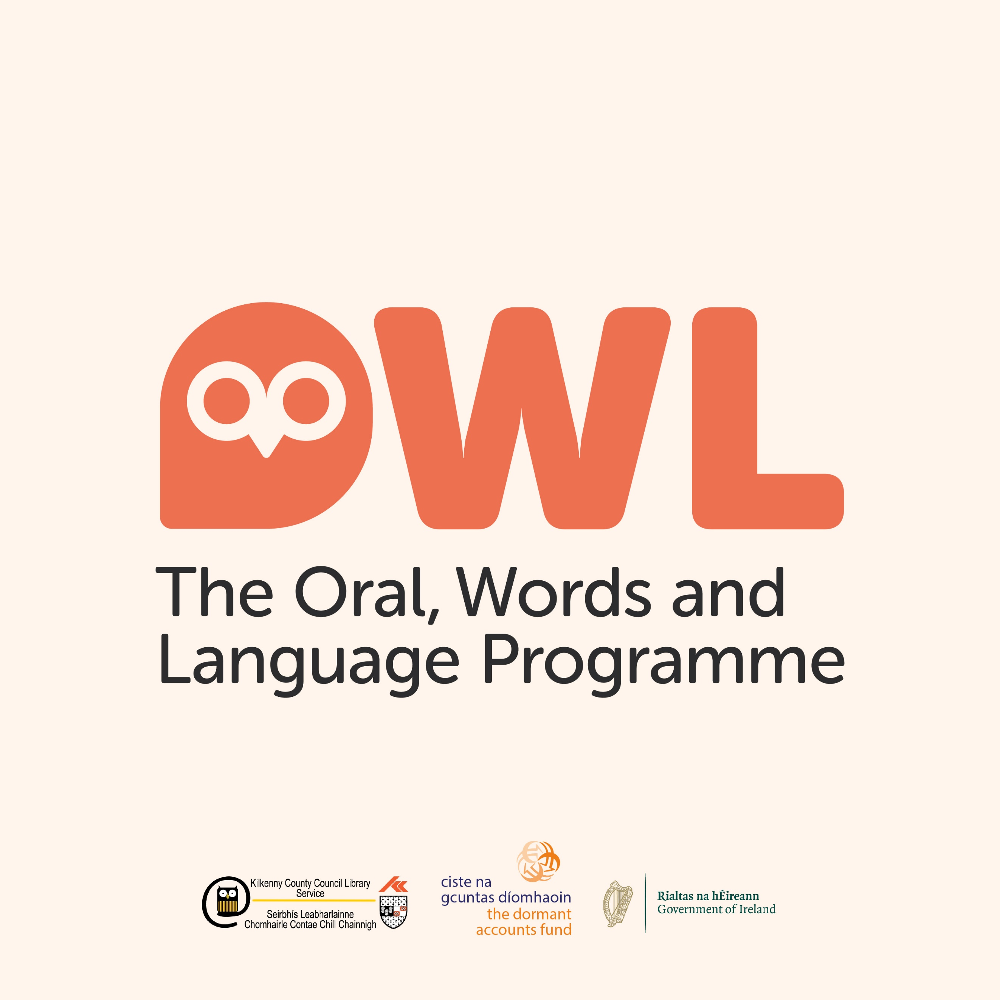 OWL
The Oral, Words and
Language Programme
Kilkenny County Council Library
Service
Seirbhís Leabharlainne
Chomhairle Contae Chill Chainnigh
ciste na
gcuntas díomhaoin
the dormant
accounts fund
Rialtas na hÉireann
Government of Ireland